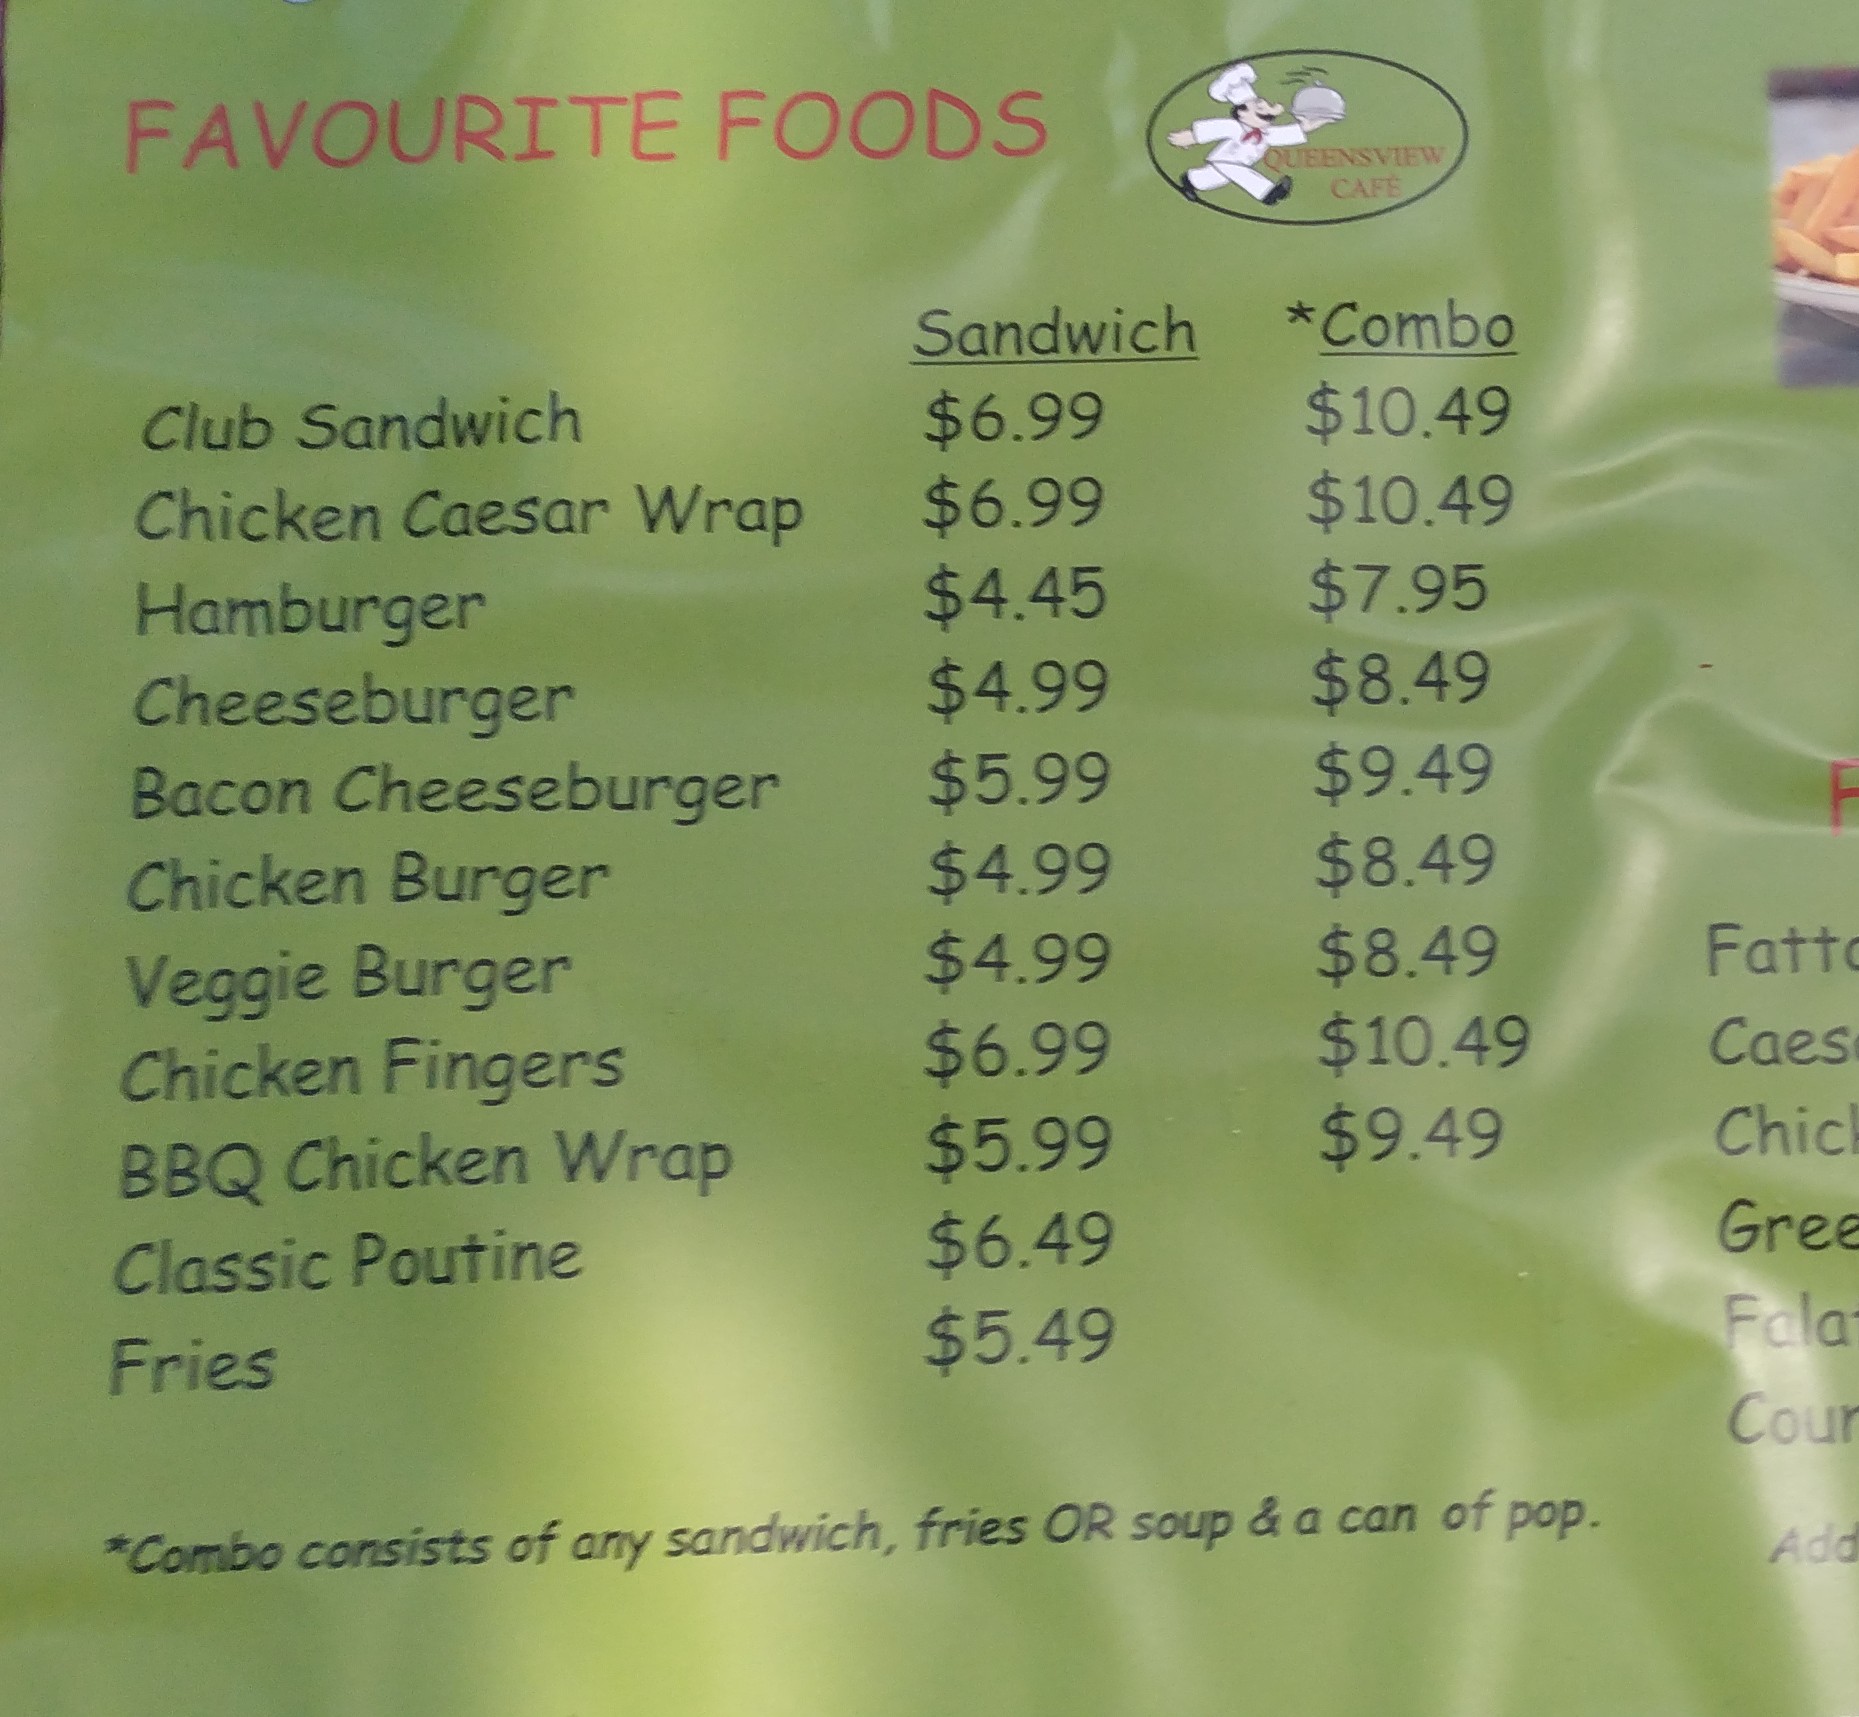 FAVOURITE FOODS
QUEENSVIEW
CAFÉ
Sandwich *Combo
Club Sandwich $6.99 $10.49
Chicken Caesar Wrap $6.99 $10.49
Hamburger $4.45 $7.95
Cheeseburger $4.99 $8.49
Bacon Cheeseburger $5.99 $9.49
Chicken Burger $4.99 $8.49
Veggie Burger $4.99 $8.49
Chicken Fingers $6.99 $10.49
BBQ Chicken Wrap $5.99 $9.49
Classic Poutine $6.49
Fries $5.49
*Combo consists of any sandwich, fries OR soup & a can of pop.